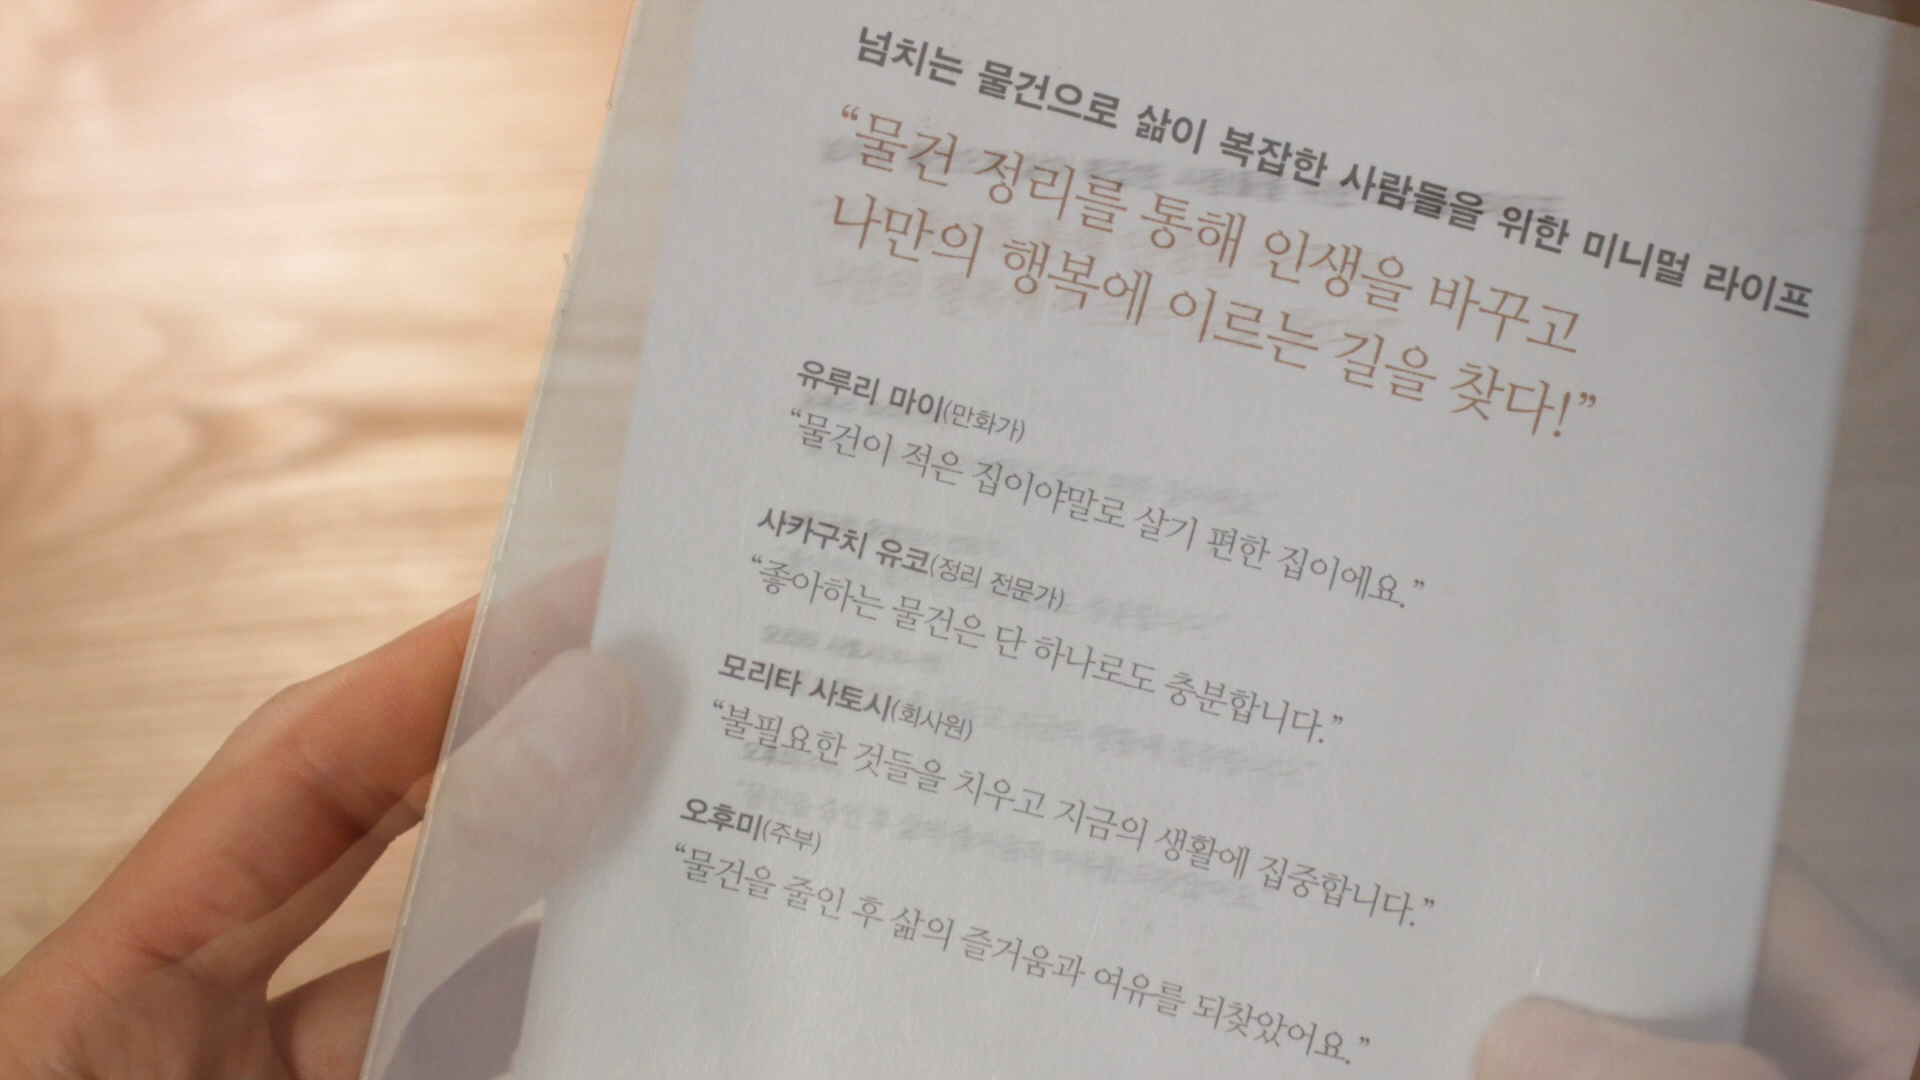 넘치는 물건으로 삶이 복잡한 사람들을 위한 미니멀 라이프
“물건 정리를 통해 인생을 바꾸고
나만의 행복에 이르는 길을 찾다!”
유루리 마이(만화가)
“물건이 적은 집이야말로 살기 편한 집이에요.”
사카구치 유코(정리 전문가)
“좋아하는 물건은 단 하나로도 충분합니다.”
모리타 사토시(회사원)
“불필요한 것들을 치우고 지금의 생활에 집중합니다.”
오후미(주부)
“물건을 줄인 후 삶의 즐거움과 여유를 되찾았어요.”